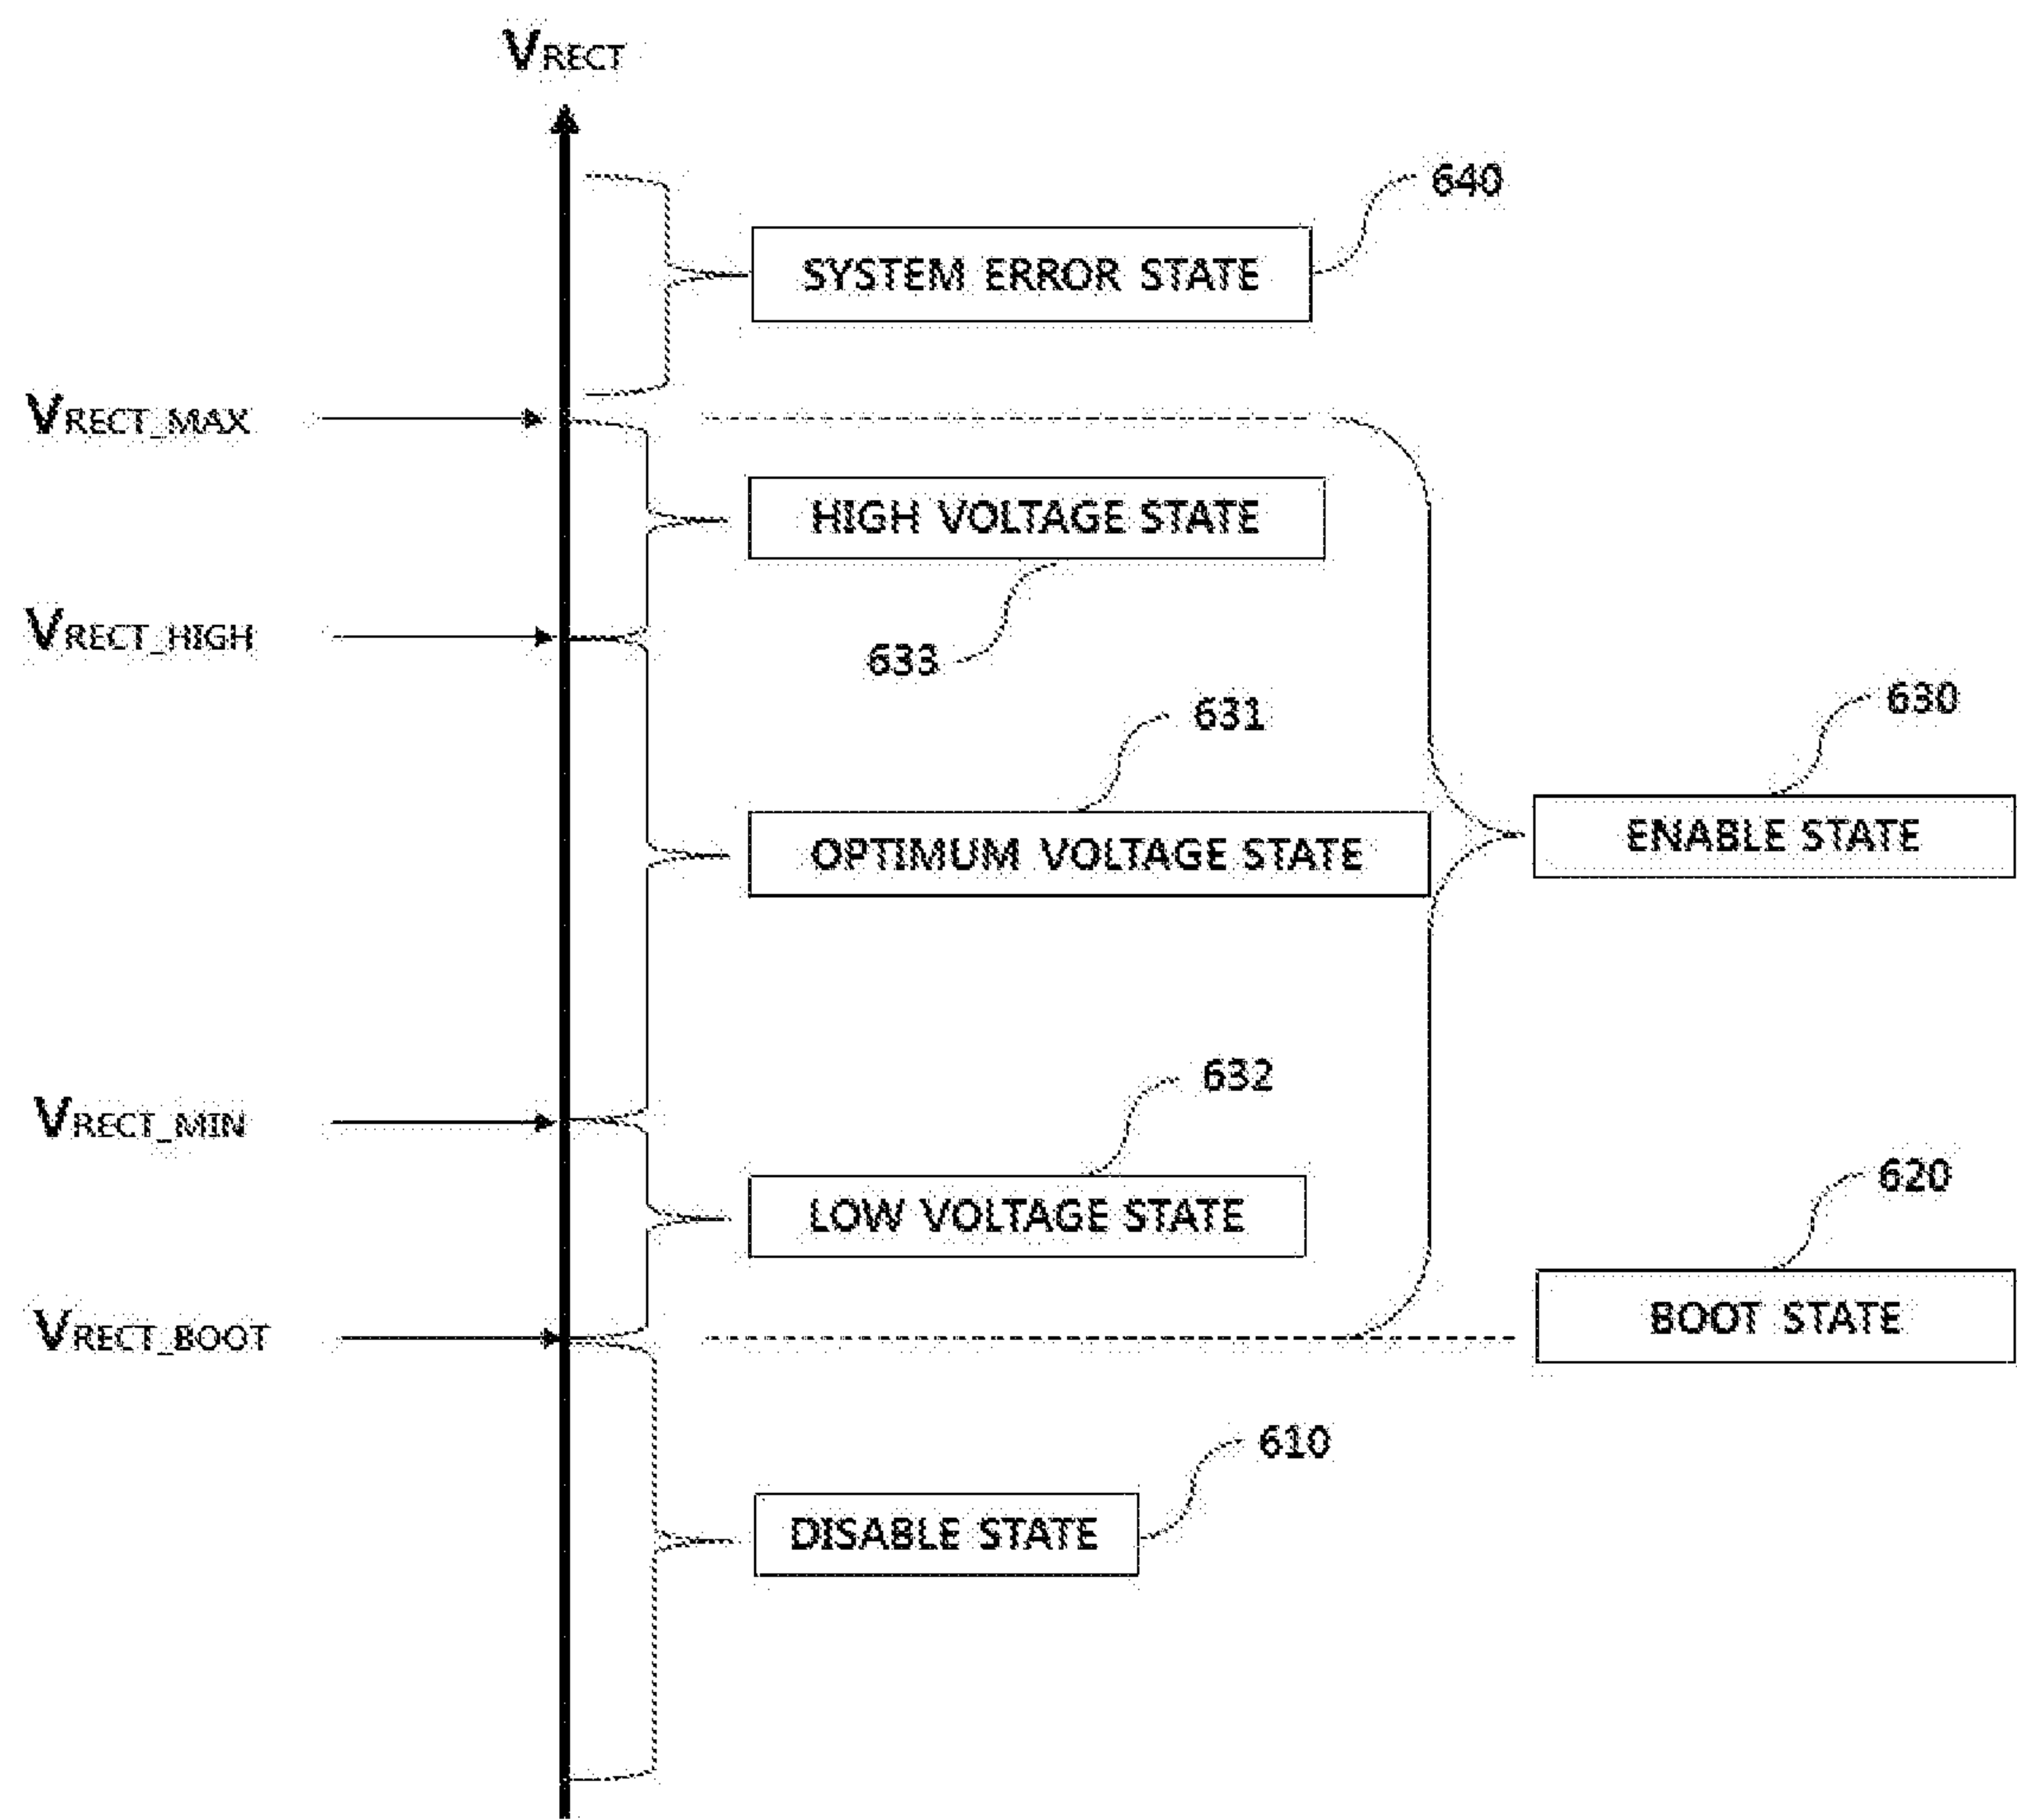 VRECT
640
SYSTEM ERROR STATE
VRECT_MAX
HIGH VOLTAGE STATE
VRECT_HIGH
633
631
630
OPTIMUM VOLTAGE STATE
ENABLE STATE
632
VRECT_MIN
620
LOW VOLTAGE STATE
BOOT STATE
VRECT_BOOT
610
DISABLE STATE